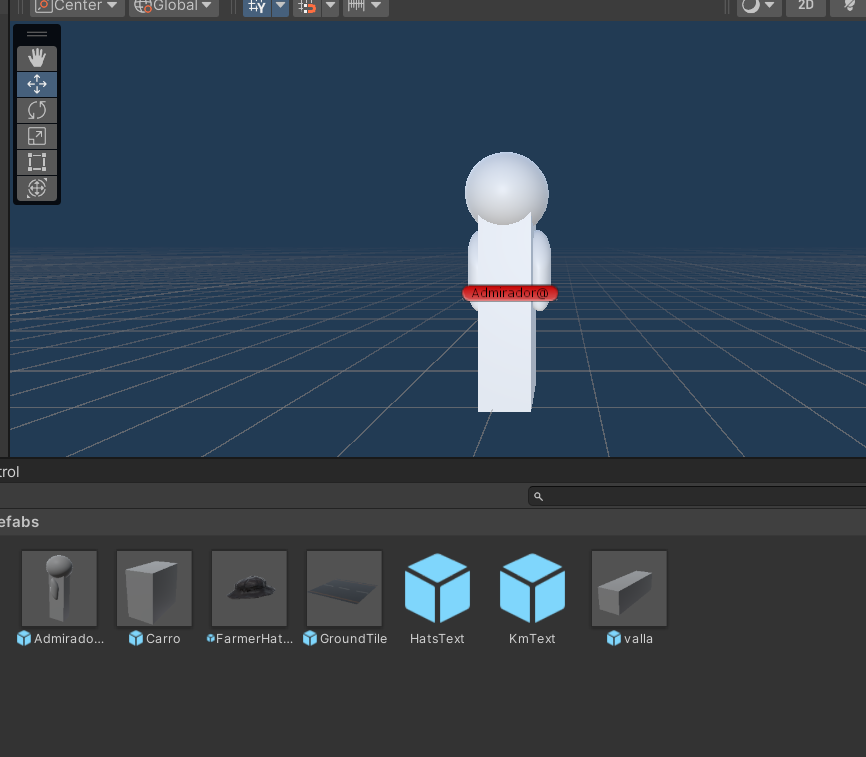 Center Global Y 2D
Admirador@
trol
efabs
Admirado... Carro FarmerHat... GroundTile HatsText KmText valla